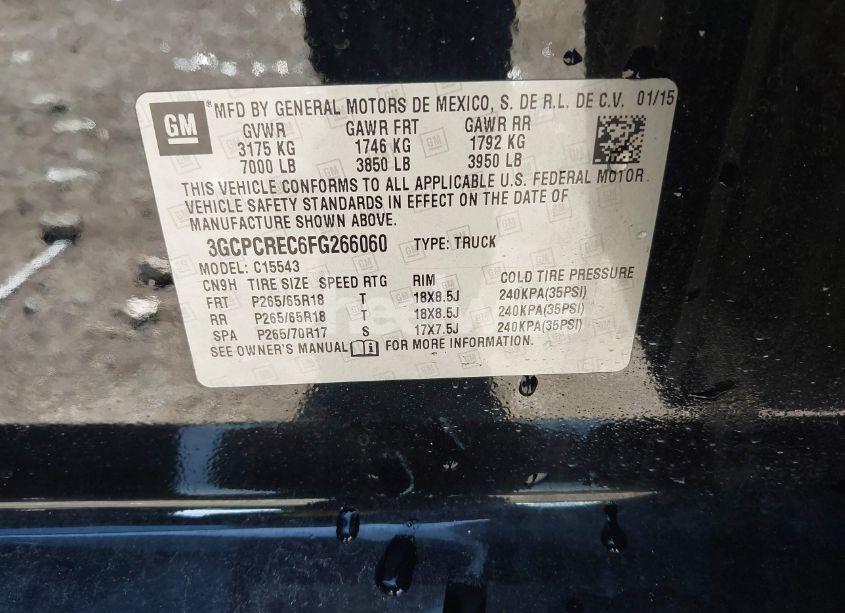 GM
® MFD BY GENERAL MOTORS DE MEXICO, S. DE R.L. DE C.V. 01/15
GVWR GAWR FRT GAWR RR
3175 KG 1746 KG 1792 KG
7000 LB 3850 LB 3950 LB
THIS VEHICLE CONFORMS TO ALL APPLICABLE U.S. FEDERAL MOTOR
VEHICLE SAFETY STANDARDS IN EFFECT ON THE DATE OF
MANUFACTURE SHOWN ABOVE.
3GCPCREC6FG266060 TYPE: TRUCK
MODEL: C15543
CN9H TIRE SIZE SPEED RTG RIM COLD TIRE PRESSURE
FRT P265/65R18 T 18X8.5J 240KPA(35PSI)
RR P265/65R18 T 18X8.5J 240KPA(35PSI)
SPA P265/70R17 S 17X7.5J 240KPA(35PSI)
SEE OWNER'S MANUAL FOR MORE INFORMATION.